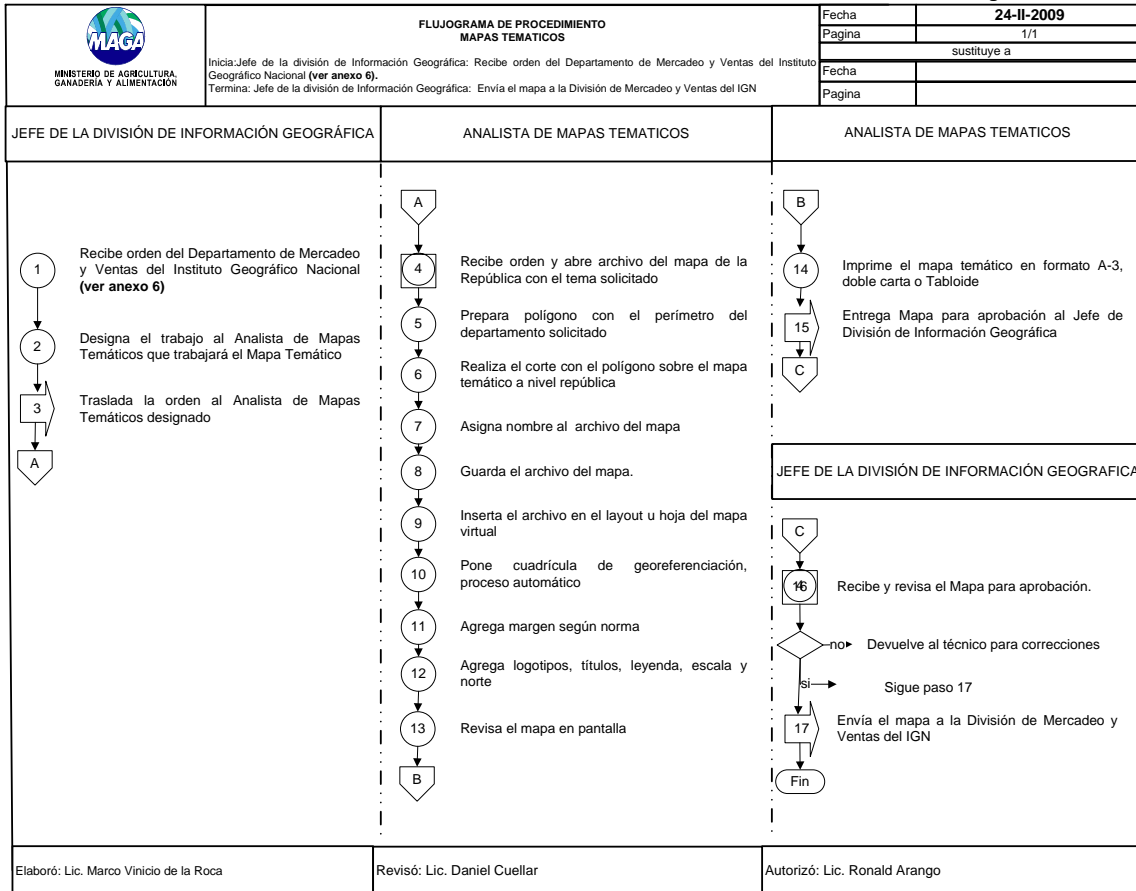 MAGA
MINISTERIO DE AGRICULTURA,
GANADERÍA Y ALIMENTACIÓN
FLUJOGRAMA DE PROCEDIMIENTO
MAPAS TEMATICOS
Inicia:Jefe de la división de Información Geográfica: Recibe orden del Departamento de Mercadeo y Ventas del Instituto
Geográfico Nacional (ver anexo 6).
Termina: Jefe de la división de Información Geográfica: Envía el mapa a la División de Mercadeo y Ventas del IGN
Fecha 24-II-2009
Pagina 1/1
sustituye a
Fecha
Pagina
JEFE DE LA DIVISIÓN DE INFORMACIÓN GEOGRÁFICA
ANALISTA DE MAPAS TEMATICOS
ANALISTA DE MAPAS TEMATICOS
1
Recibe orden del Departamento de Mercadeo
y Ventas del Instituto Geográfico Nacional
(ver anexo 6)
2
Designa el trabajo al Analista de Mapas
Temáticos que trabajará el Mapa Temático
3
Traslada la orden al Analista de Mapas
Temáticos designado
A
A
4
Recibe orden y abre archivo del mapa de la
República con el tema solicitado
5
Prepara polígono con el perímetro del
departamento solicitado
6
Realiza el corte con el polígono sobre el mapa
temático a nivel república
7
Asigna nombre al archivo del mapa
8
Guarda el archivo del mapa.
9
Inserta el archivo en el layout u hoja del mapa
virtual
10
Pone cuadrícula de georeferenciación,
proceso automático
11
Agrega margen según norma
12
Agrega logotipos, títulos, leyenda, escala y
norte
13
Revisa el mapa en pantalla
B
B
14
Imprime el mapa temático en formato A-3,
doble carta o Tabloide
15
Entrega Mapa para aprobación al Jefe de
División de Información Geográfica
C
JEFE DE LA DIVISIÓN DE INFORMACIÓN GEOGRAFICA
C
16
Recibe y revisa el Mapa para aprobación.
no
Devuelve al técnico para correcciones
si
Sigue paso 17
17
Envía el mapa a la División de Mercadeo y
Ventas del IGN
Fin
Elaboró: Lic. Marco Vinicio de la Roca
Revisó: Lic. Daniel Cuellar
Autorizó: Lic. Ronald Arango